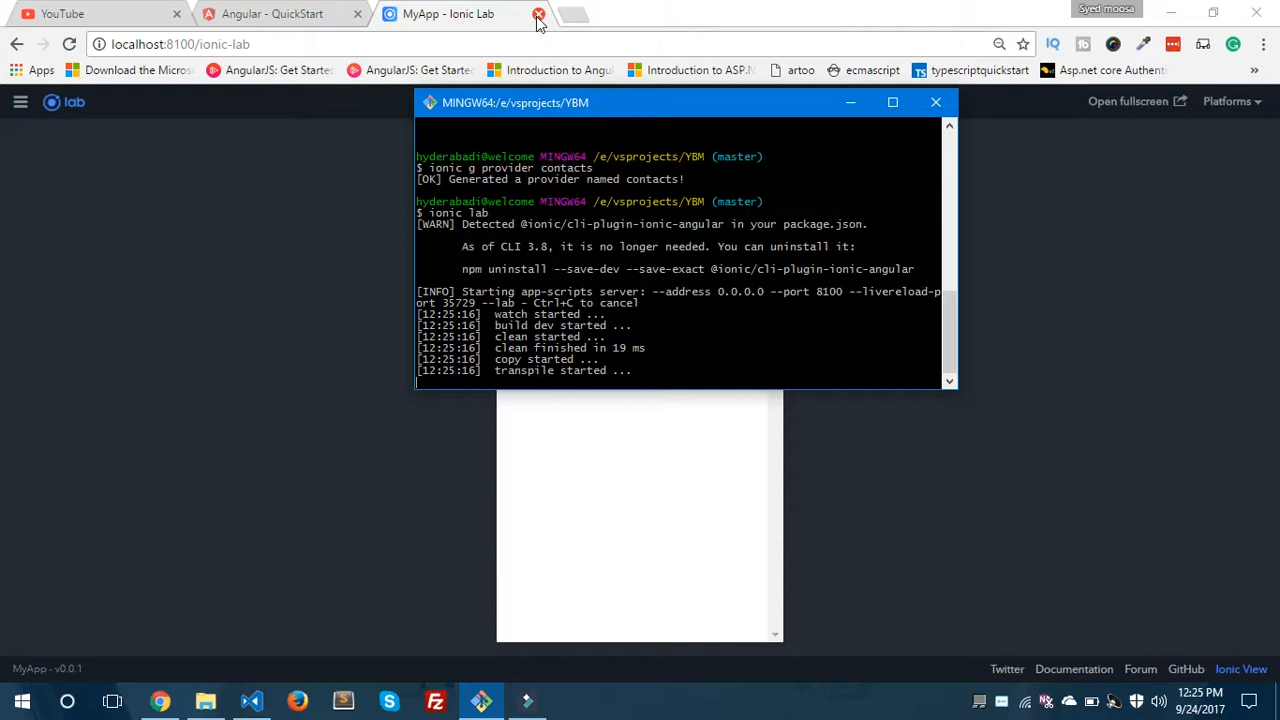 Syed moosa
YouTube
Angular - QuickStart
MyApp - Ionic Lab
localhost:8100/ionic-lab
Apps
Download the Micros
AngularJS: Get Starte
AngularJS: Get Starte
Introduction to Angu
Introduction to ASP.N
artoo
ecmascript
typescriptquickstart
Asp.net core Authenti
»
lab
Open fullscreen
Platforms
MINGW64:/e/vsprojects/YBM
hyderabadi@welcome MINGW64 /e/vsprojects/YBM (master)
$ ionic g provider contacts
[OK] Generated a provider named contacts!
hyderabadi@welcome MINGW64 /e/vsprojects/YBM (master)
$ ionic lab
[WARN] Detected @ionic/cli-plugin-ionic-angular in your package.json.
As of CLI 3.8, it is no longer needed. You can uninstall it:
npm uninstall --save-dev --save-exact @ionic/cli-plugin-ionic-angular
[INFO] Starting app-scripts server: --address 0.0.0.0 --port 8100 --livereload-p
ort 35729 --lab - Ctrl+C to cancel
[12:25:16] watch started ...
[12:25:16] build dev started ...
[12:25:16] clean started ...
[12:25:16] clean finished in 19 ms
[12:25:16] copy started ...
[12:25:16] transpile started ...
MyApp - v0.0.1
Twitter
Documentation
Forum
GitHub
Ionic View
12:25 PM
9/24/2017